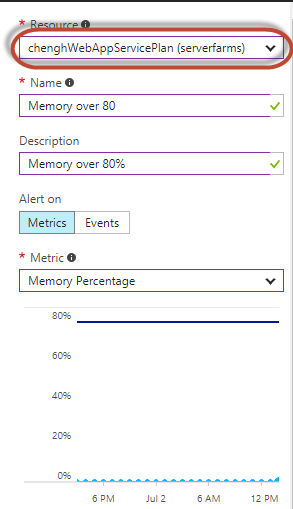 * Resource
chenghWebAppServicePlan (serverfarms)
* Name
Memory over 80
Description
Memory over 80%
Alert on
Metrics Events
* Metric
Memory Percentage
80%
60%
40%
20%
0%
6 PM Jul 2 6 AM 12 PM